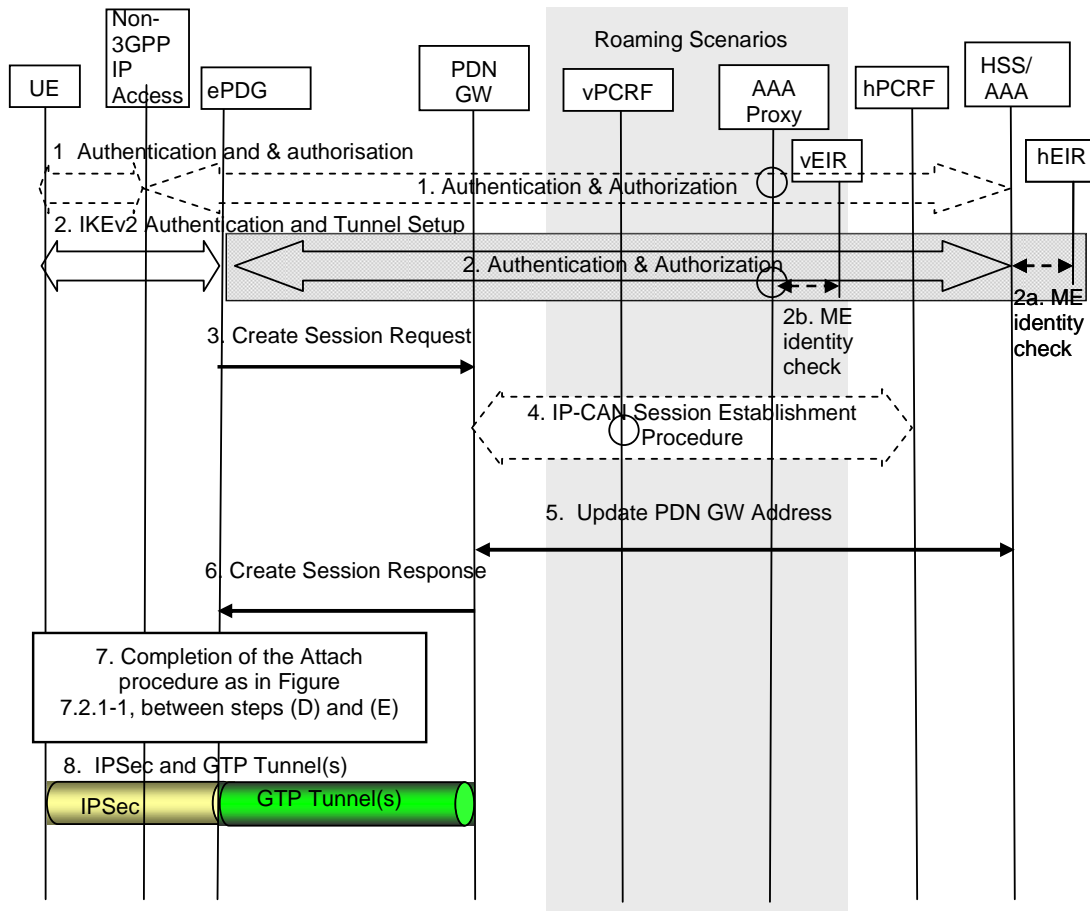 Roaming Scenarios
UE
Non-
3GPP
IP
Access
ePDG
PDN
GW
vPCRF
AAA
Proxy
hPCRF
HSS/
AAA
vEIR
hEIR
1 Authentication and & authorisation
1. Authentication & Authorization
2. IKEv2 Authentication and Tunnel Setup
2. Authentication & Authorization
2b. ME
identity
check
2a. ME
identity
check
3. Create Session Request
4. IP-CAN Session Establishment
Procedure
5. Update PDN GW Address
6. Create Session Response
7. Completion of the Attach
procedure as in Figure
7.2.1-1, between steps (D) and (E)
8. IPSec and GTP Tunnel(s)
IPSec
GTP Tunnel(s)